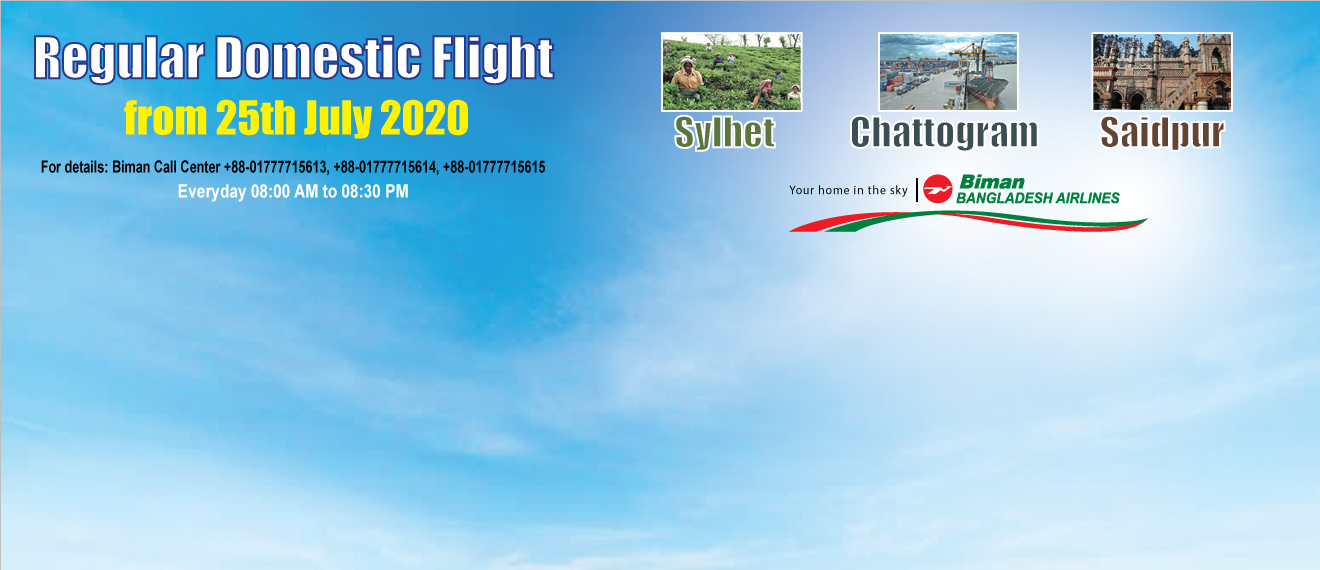 Regular Domestic Flight
from 25th July 2020
For details: Biman Call Center +88-01777715613, +88-01777715614, +88-01777715615
Everyday 08:00 AM to 08:30 PM
Sylhet
Chattogram
Saidpur
Your home in the sky
Biman
BANGLADESH AIRLINES